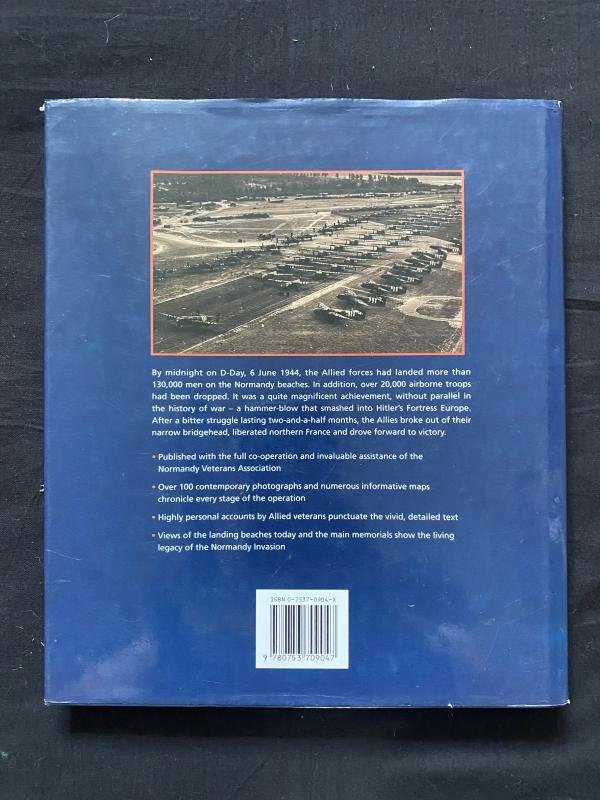 By midnight on D-Day, 6 June 1944, the Allied forces had landed more than
130,000 men on the Normandy beaches. In addition, over 20,000 airborne troops
had been dropped. It was a quite magnificent achievement, without parallel in
the history of war – a hammer-blow that smashed into Hitler's Fortress Europe.
After a bitter struggle lasting two-and-a-half months, the Allies broke out of their
narrow bridgehead, liberated northern France and drove forward to victory.
• Published with the full co-operation and invaluable assistance of the
Normandy Veterans Association
• Over 100 contemporary photographs and numerous informative maps
chronicle every stage of the operation
• Highly personal accounts by Allied veterans punctuate the vivid, detailed text
• Views of the landing beaches today and the main memorials show the living
legacy of the Normandy Invasion
ISBN 0-7537-0904-X
9 780753 709047